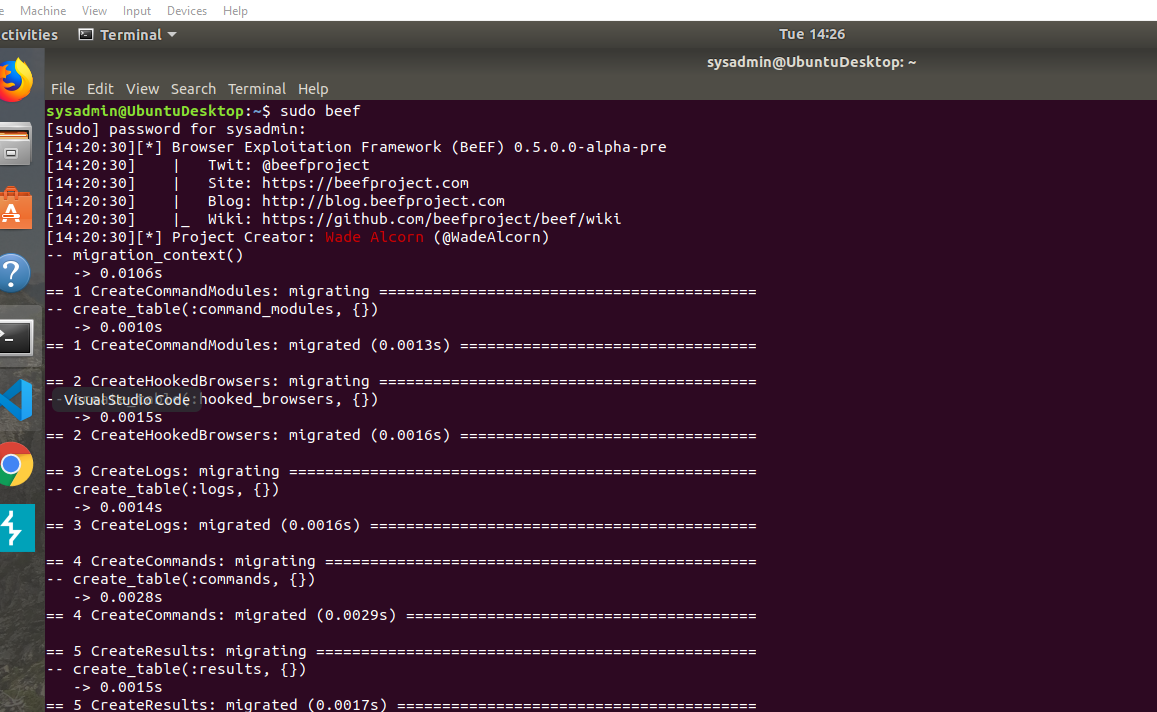 e Machine View Input Devices Help
ctivities Terminal Tue 14:26
sysadmin@UbuntuDesktop: ~
File Edit View Search Terminal Help
sysadmin@UbuntuDesktop:~$ sudo beef
[sudo] password for sysadmin:
[14:20:30][*] Browser Exploitation Framework (BeEF) 0.5.0.0-alpha-pre
[14:20:30]    |   Twit: @beefproject
[14:20:30]    |   Site: https://beefproject.com
[14:20:30]    |   Blog: http://blog.beefproject.com
[14:20:30]    |_  Wiki: https://github.com/beefproject/beef/wiki
[14:20:30][*] Project Creator: Wade Alcorn (@WadeAlcorn)
-- migration_context()
   -> 0.0106s
== 1 CreateCommandModules: migrating ==========================================
-- create_table(:command_modules, {})
   -> 0.0010s
== 1 CreateCommandModules: migrated (0.0013s) =================================

== 2 CreateHookedBrowsers: migrating ==========================================
-- Visual Studio Code hooked_browsers, {})
   -> 0.0015s
== 2 CreateHookedBrowsers: migrated (0.0016s) =================================

== 3 CreateLogs: migrating ====================================================
-- create_table(:logs, {})
   -> 0.0014s
== 3 CreateLogs: migrated (0.0016s) ===========================================

== 4 CreateCommands: migrating ================================================
-- create_table(:commands, {})
   -> 0.0028s
== 4 CreateCommands: migrated (0.0029s) =======================================

== 5 CreateResults: migrating =================================================
-- create_table(:results, {})
   -> 0.0015s
== 5 CreateResults: migrated (0.0017s) ========================================